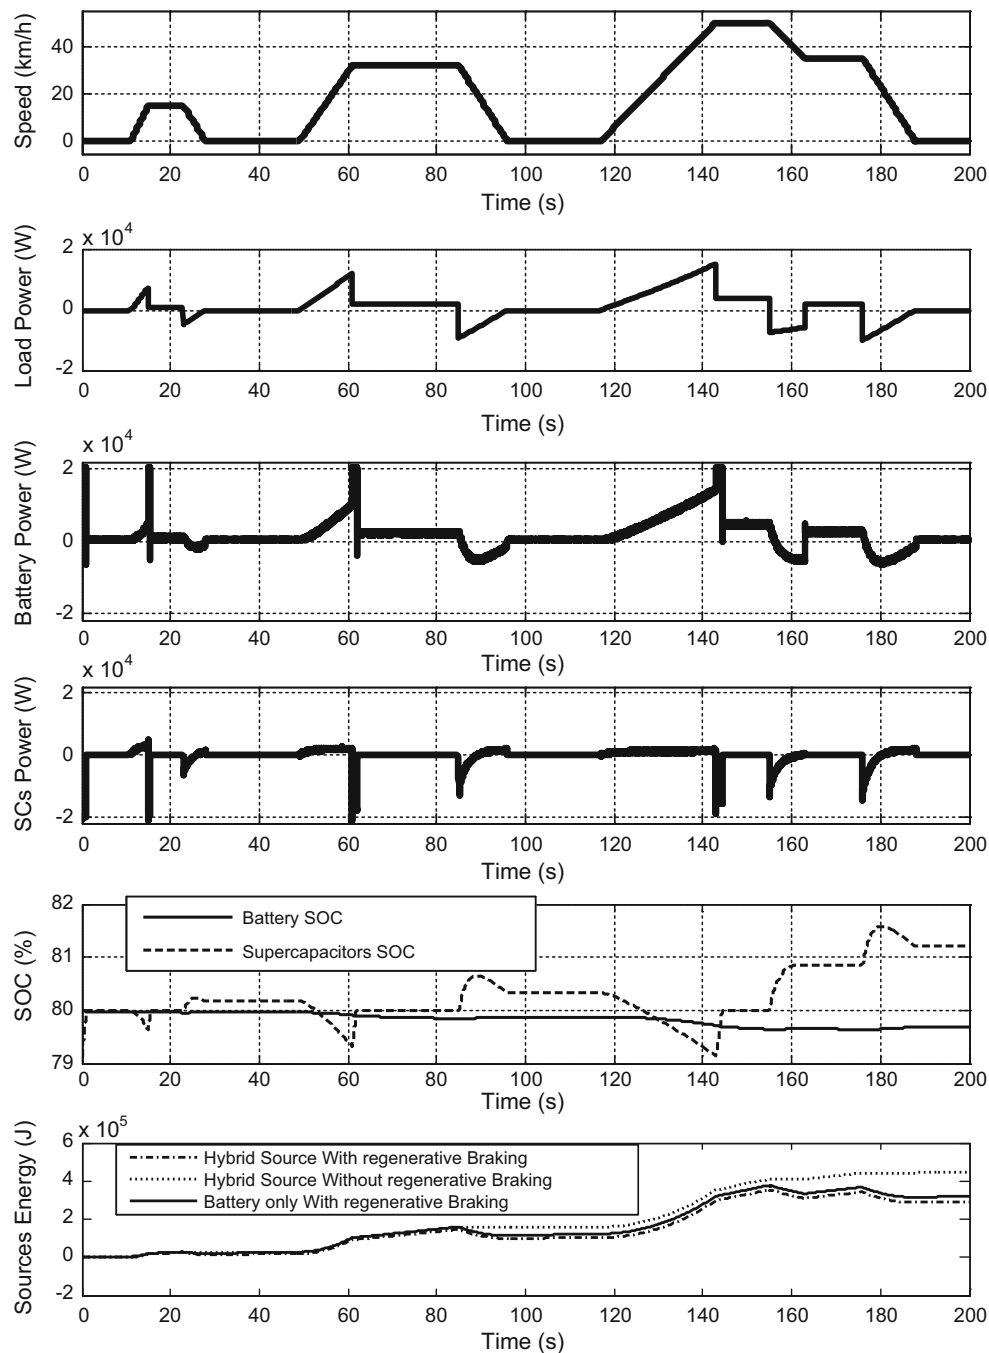 Speed (km/h)
40
20
0
0 20 40 60 80 100 120 140 160 180 200
Time (s)
x 10^4
Load Power (W)
2
0
-2
0 20 40 60 80 100 120 140 160 180 200
Time (s)
x 10^4
Battery Power (W)
2
0
-2
0 20 40 60 80 100 120 140 160 180 200
Time (s)
x 10^4
SCs Power (W)
2
0
-2
0 20 40 60 80 100 120 140 160 180 200
Time (s)
SOC (%)
82
81
80
79
Battery SOC
Supercapacitors SOC
0 20 40 60 80 100 120 140 160 180 200
Time (s)
x 10^5
Sources Energy (J)
6
4
2
0
-2
Hybrid Source With regenerative Braking
Hybrid Source Without regenerative Braking
Battery only With regenerative Braking
0 20 40 60 80 100 120 140 160 180 200
Time (s)